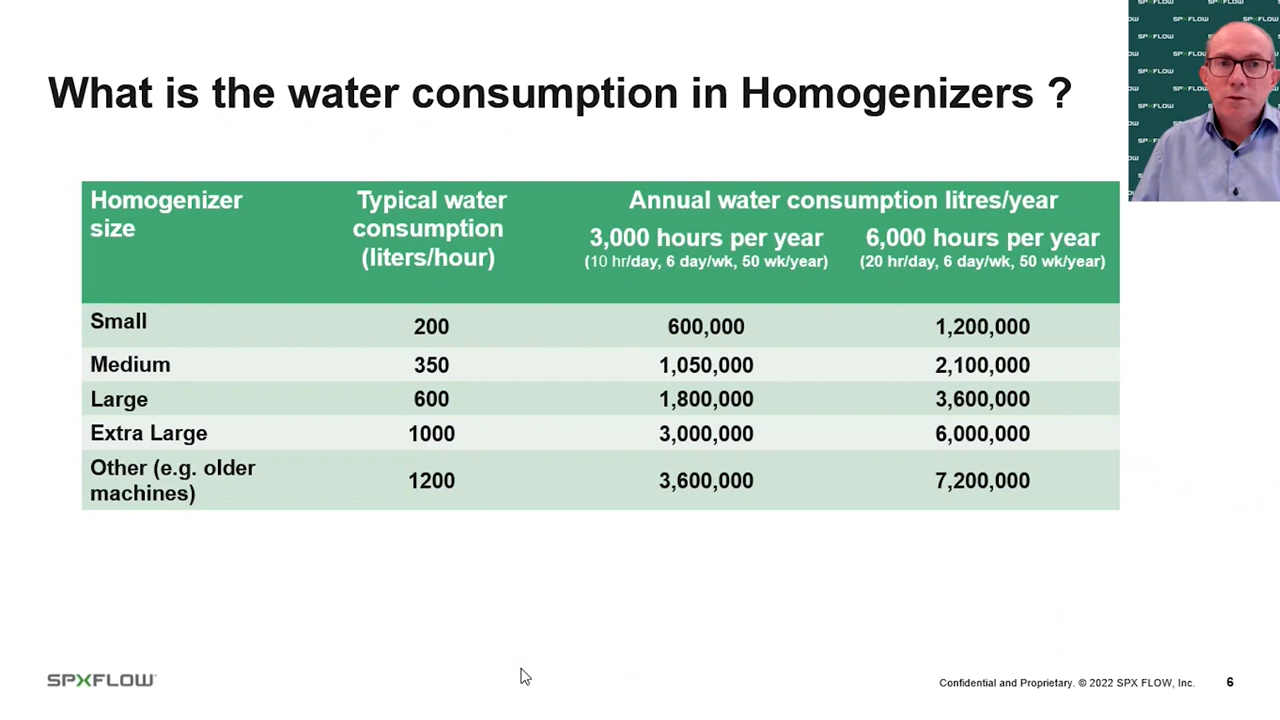 What is the water consumption in Homogenizers ?
Homogenizer size
Typical water consumption (liters/hour)
Annual water consumption litres/year
3,000 hours per year
(10 hr/day, 6 day/wk, 50 wk/year)
6,000 hours per year
(20 hr/day, 6 day/wk, 50 wk/year)
Small 200 600,000 1,200,000
Medium 350 1,050,000 2,100,000
Large 600 1,800,000 3,600,000
Extra Large 1000 3,000,000 6,000,000
Other (e.g. older machines) 1200 3,600,000 7,200,000
SPXFLOW
Confidential and Proprietary. © 2022 SPX FLOW, Inc. 6
SPXFLOW